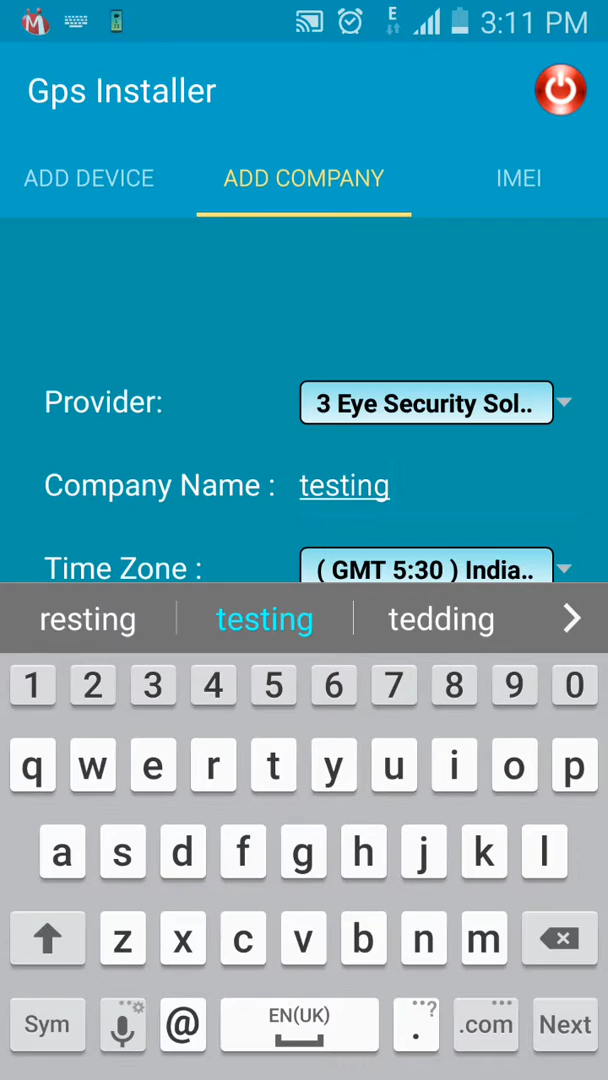 E 3:11 PM
Gps Installer
ADD DEVICE ADD COMPANY IMEI
Provider: 3 Eye Security Sol..
Company Name : testing
Time Zone : ( GMT 5:30 ) India..
resting testing tedding
1 2 3 4 5 6 7 8 9 0
q w e r t y u i o p
a s d f g h j k l
z x c v b n m
Sym @ EN(UK) . ? .com Next